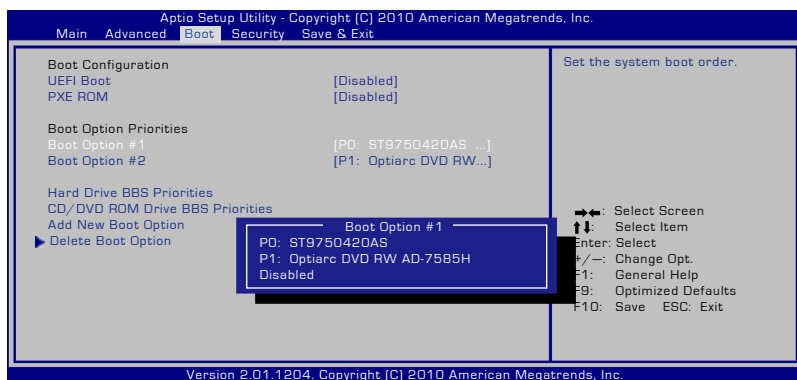 Aptio Setup Utility - Copyright (C) 2010 American Megatrends, Inc.
Main Advanced Boot Security Save & Exit
Boot Configuration
UEFI Boot [Disabled]
PXE ROM [Disabled]
Boot Option Priorities
Boot Option #1 [P0: ST9750420AS ...]
Boot Option #2 [P1: Optiarc DVD RW...]
Hard Drive BBS Priorities
CD/DVD ROM Drive BBS Priorities
Add New Boot Option
Delete Boot Option
Boot Option #1
P0: ST9750420AS
P1: Optiarc DVD RW AD-7585H
Disabled
Set the system boot order.
→←: Select Screen
↑↓: Select Item
Enter: Select
+/—: Change Opt.
F1: General Help
F9: Optimized Defaults
F10: Save ESC: Exit
Version 2.01.1204. Copyright (C) 2010 American Megatrends, Inc.